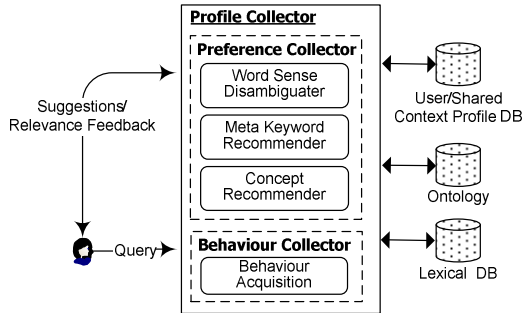 Profile Collector
Preference Collector
Word Sense
Disambiguater
Meta Keyword
Recommender
Concept
Recommender
Behaviour Collector
Behaviour
Acquisition
Suggestions/
Relevance Feedback
Query
User/Shared
Context Profile DB
Ontology
Lexical DB